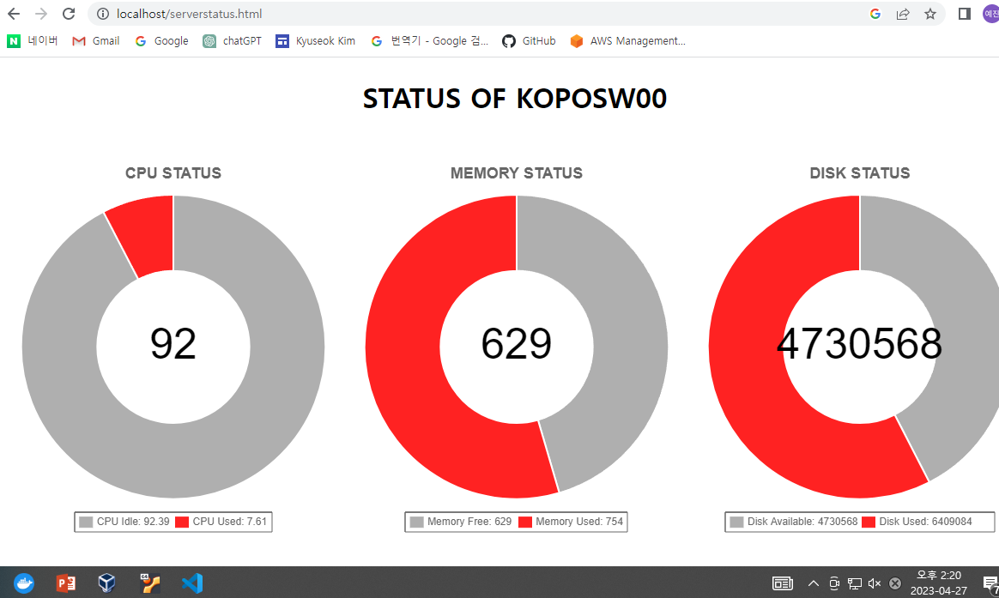 localhost/serverstatus.html
예진
네이버 Gmail Google chatGPT Kyuseok Kim 번역기 - Google 검... GitHub AWS Management...
STATUS OF KOPOSW00
CPU STATUS
92
CPU Idle: 92.39 CPU Used: 7.61
MEMORY STATUS
629
Memory Free: 629 Memory Used: 754
DISK STATUS
4730568
Disk Available: 4730568 Disk Used: 6409084
오후 2:20
2023-04-27
7